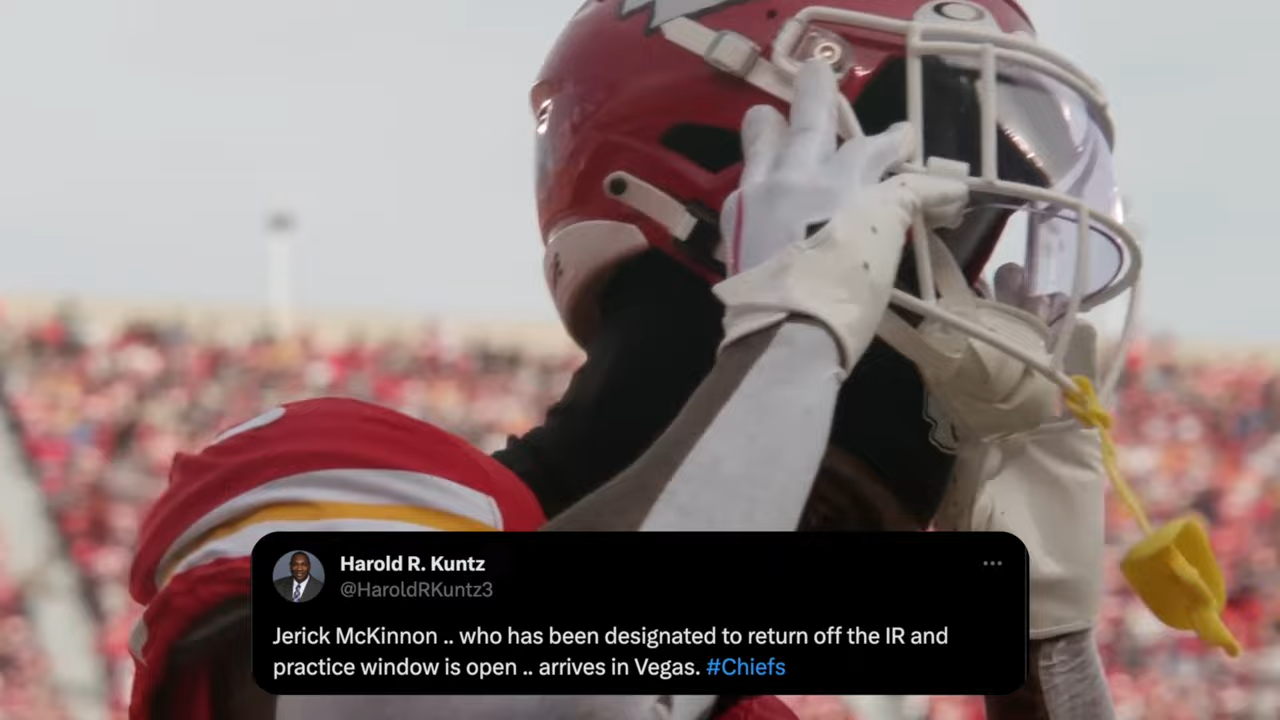 Harold R. Kuntz
@HaroldRKuntz3
Jerick McKinnon .. who has been designated to return off the IR and
practice window is open .. arrives in Vegas. #Chiefs